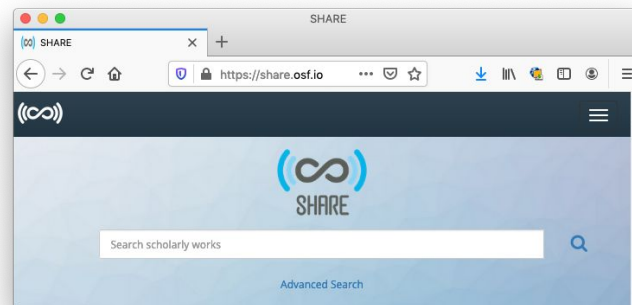 SHARE
SHARE
https://share.osf.io
SHARE
Search scholarly works
Advanced Search